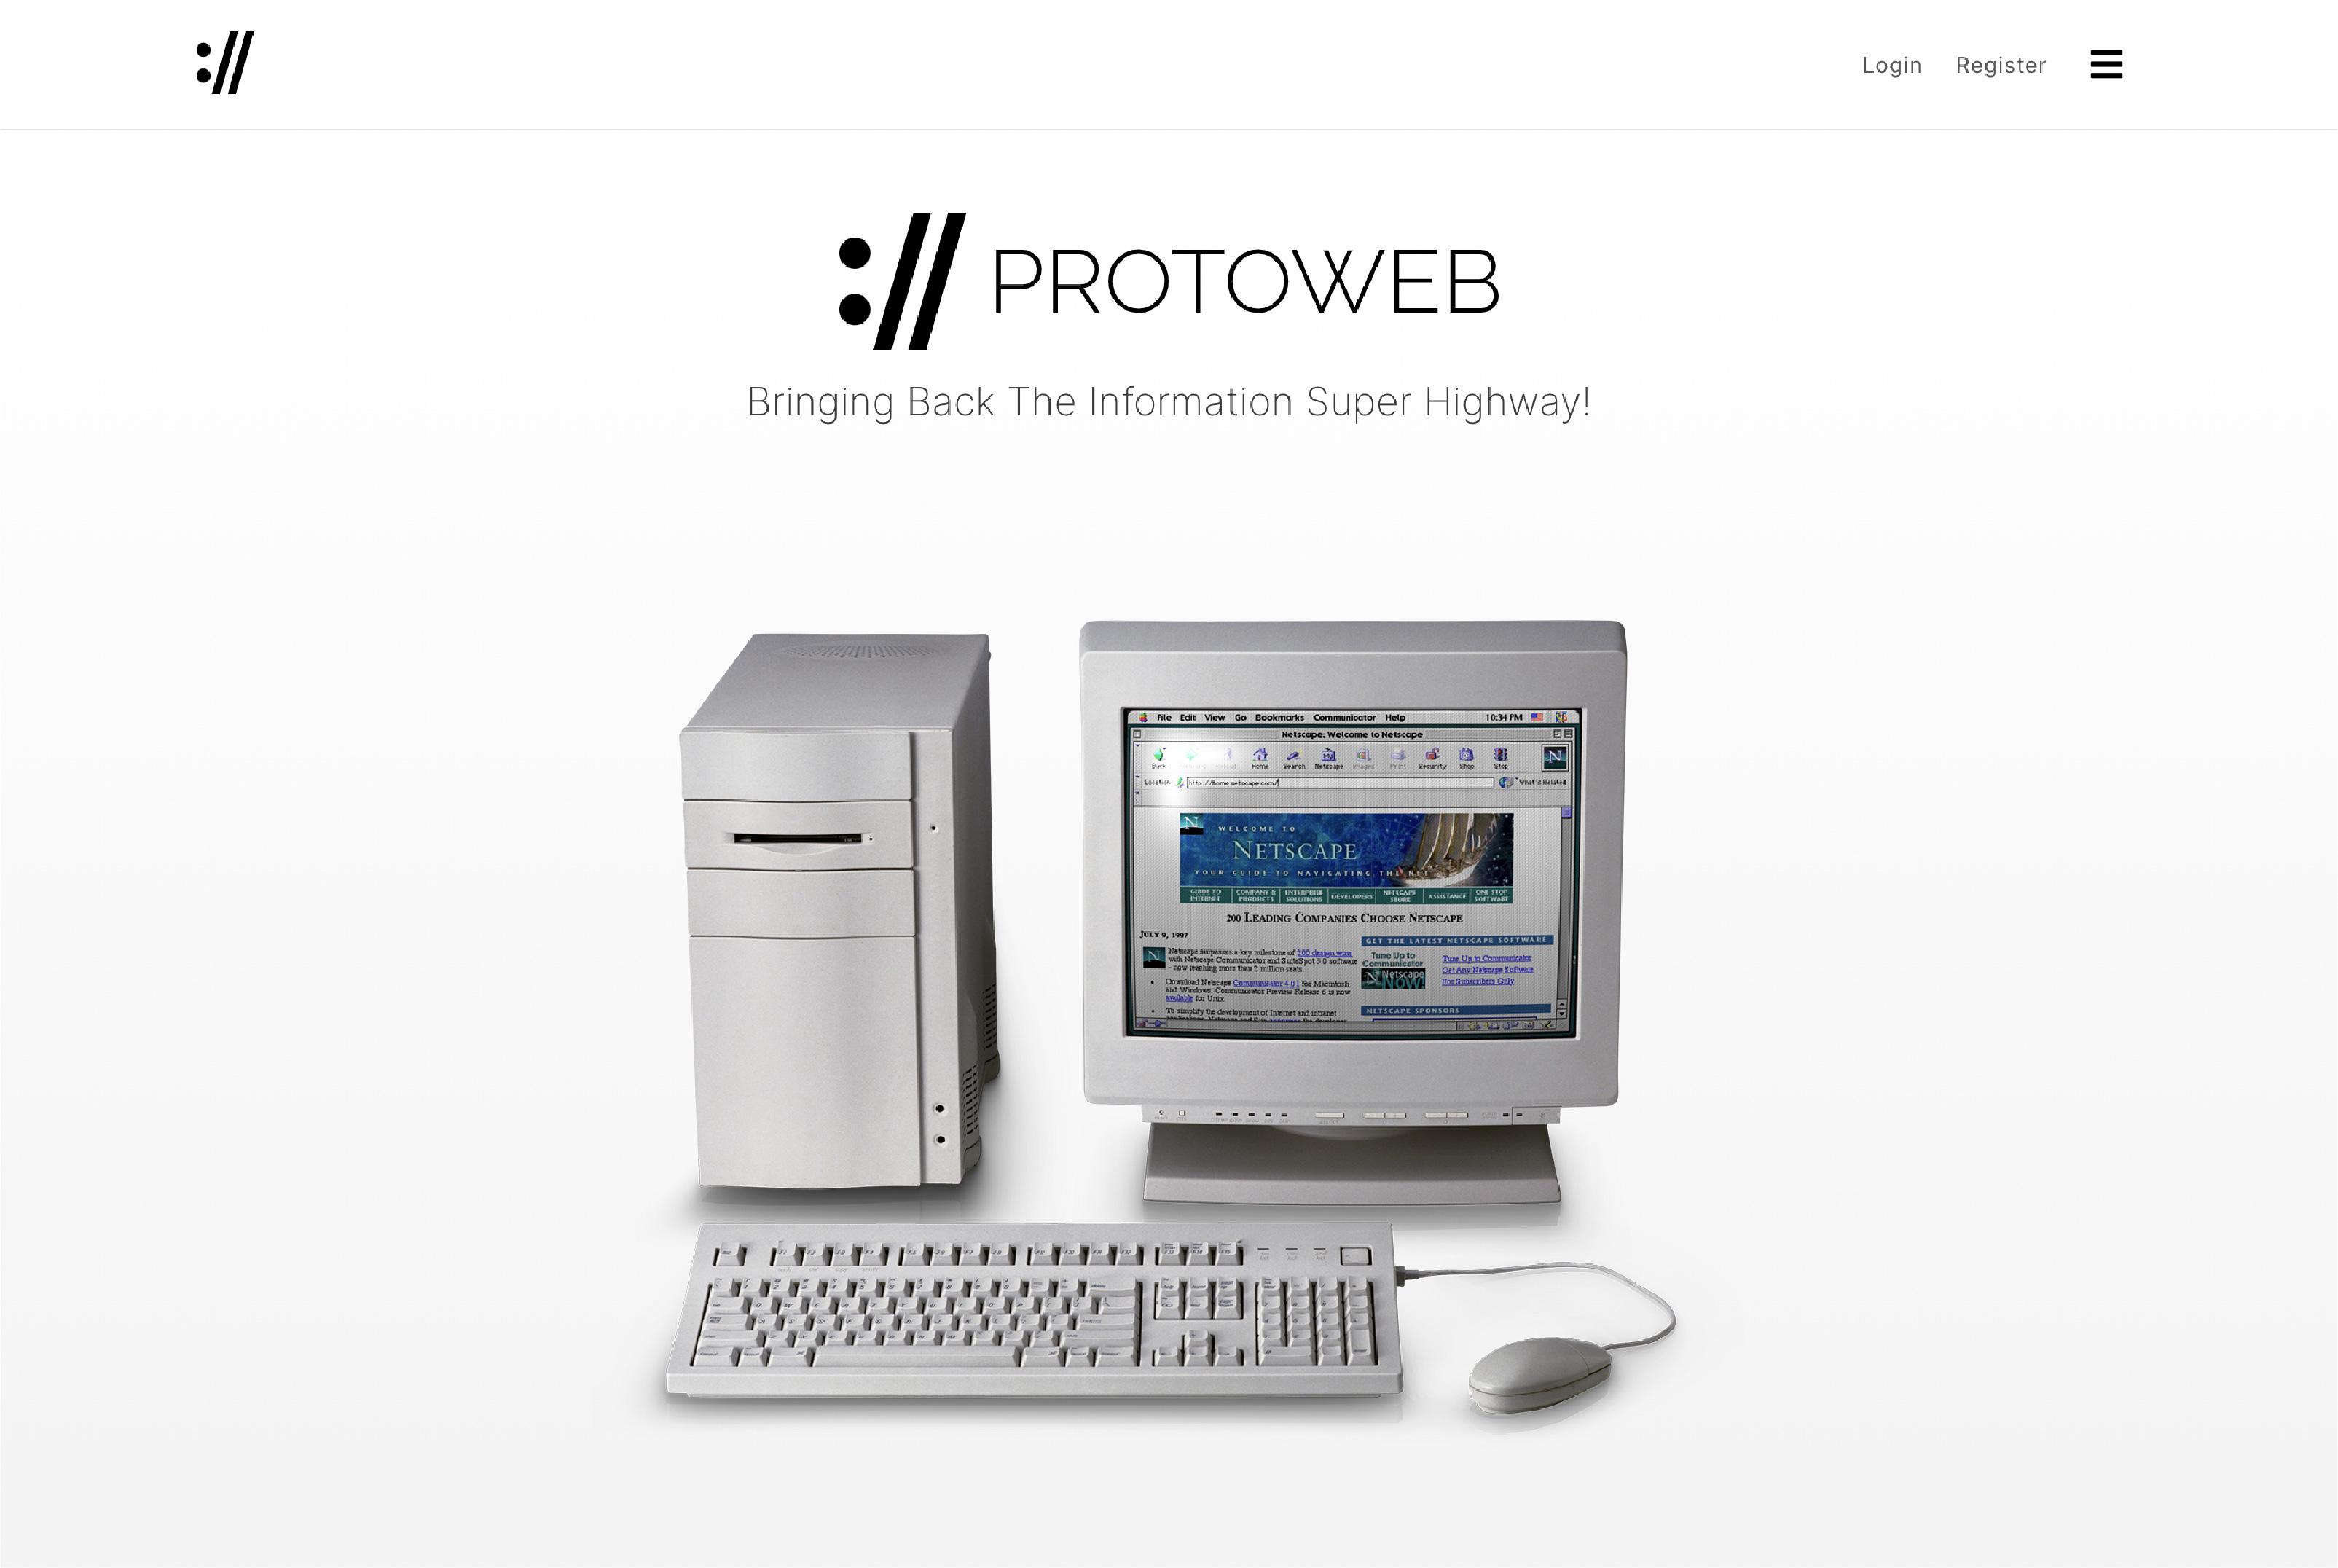 ://
Login Register
:// PROTOWEB
Bringing Back The Information Super Highway!
File Edit View Go Bookmarks Communicator Help 10:34 PM
Netscape: Welcome to Netscape
Back Home Search Netscape Images Print Security Shop Stop
N
Location http://home.netscape.com/ What's Related
N WELCOME TO
NETSCAPE
YOUR GUIDE TO NAVIGATING THE NET
GUIDE TO INTERNET COMPANY & PRODUCTS ENTERPRISE SOLUTIONS DEVELOPERS NETSCAPE STORE ASSISTANCE ONE STOP SOFTWARE
200 LEADING COMPANIES CHOOSE NETSCAPE
JULY 9, 1997
Netscape surpasses a key milestone of 200 design wins
with Netscape Communicator and SuiteSpot 3.0 software
- now reaching more than 2 million seats.
• Download Netscape Communicator 4.01 for Macintosh
and Windows. Communicator Preview Release 6 is now
available for Unix.
• To simplify the development of Internet and intranet
GET THE LATEST NETSCAPE SOFTWARE
Tune Up to
Communicator
Netscape
NOW!
Tune Up to Communicator
Get Any Netscape Software
For Subscribers Only
NETSCAPE SPONSORS